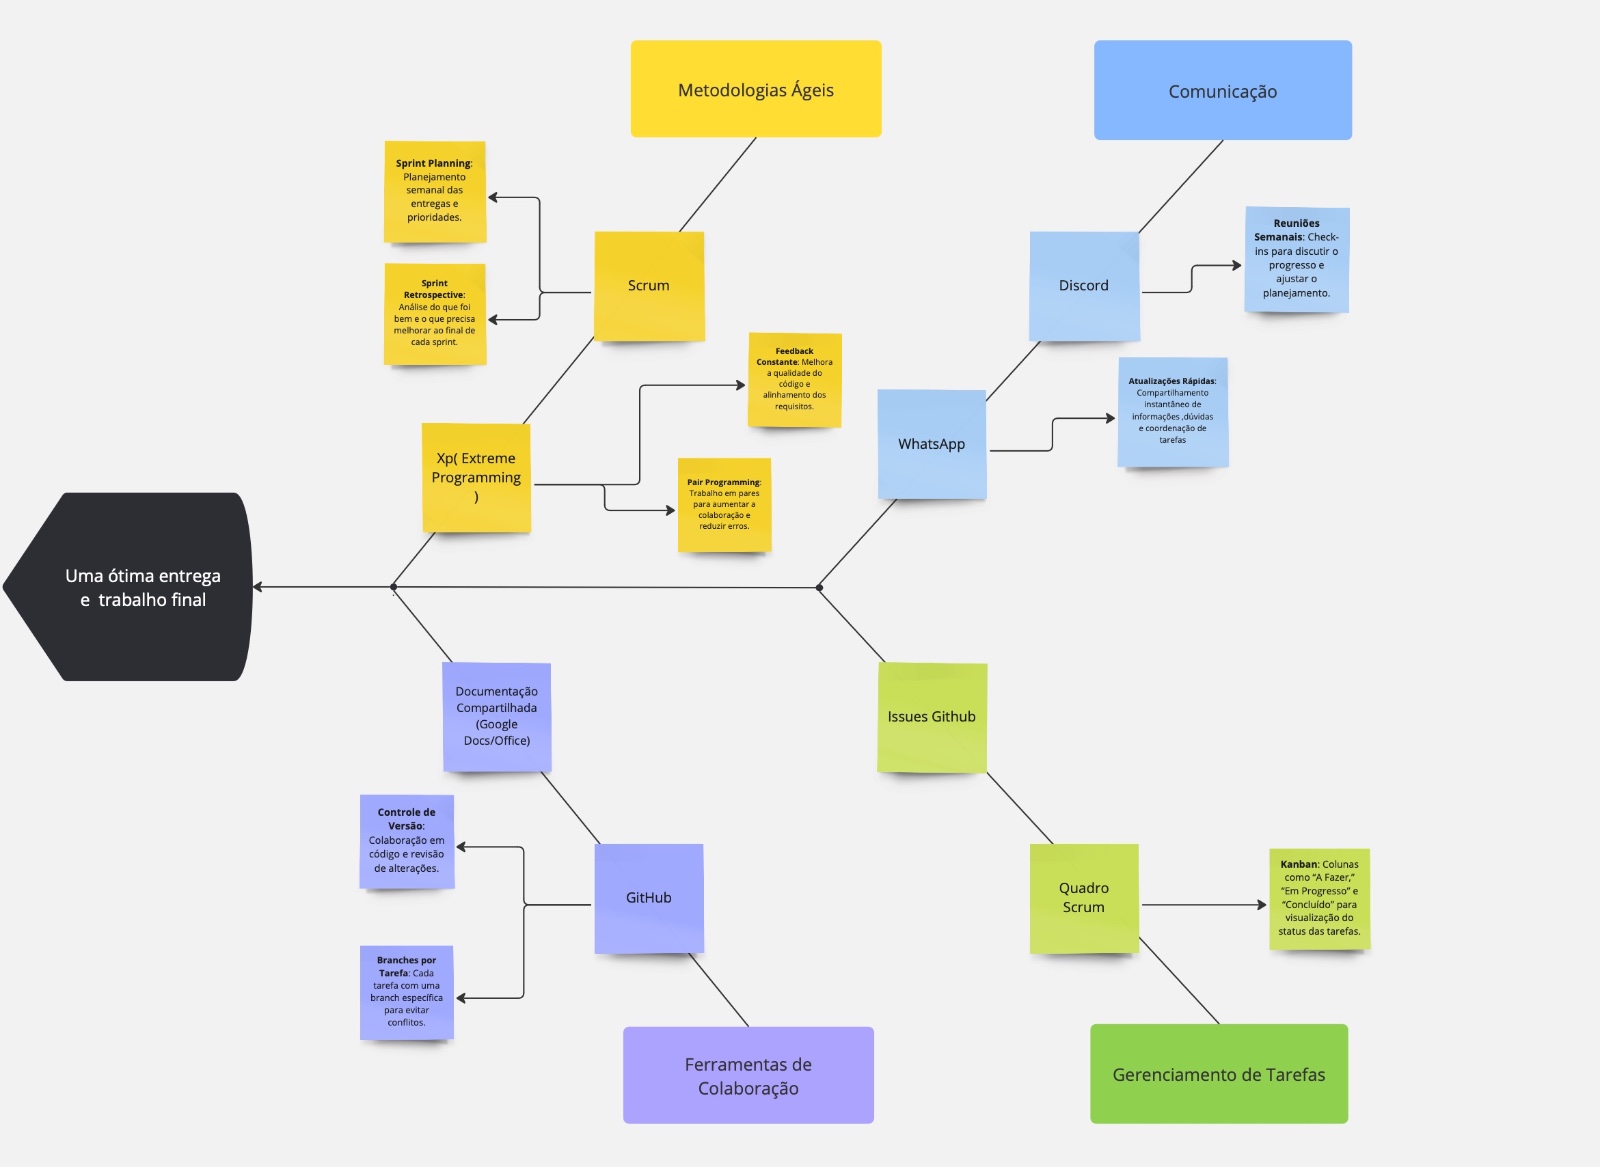 Metodologias Ágeis
Comunicação
Sprint Planning:
Planejamento
semanal das
entregas e
prioridades.
Sprint
Retrospective:
Análise do que foi
bem e o que precisa
melhorar ao final de
cada sprint.
Scrum
Discord
Reuniões
Semanais: Check-
ins para discutir o
progresso e
ajustar o
planejamento.
Feedback
Constante: Melhora
a qualidade do
código e
alinhamento dos
requisitos.
WhatsApp
Atualizações Rápidas:
Compartilhamento
instantâneo de
informações ,dúvidas
e coordenação de
tarefas
Xp( Extreme
Programming
)
Pair Programming:
Trabalho em pares
para aumentar a
colaboração e
reduzir erros.
Uma ótima entrega
e  trabalho final
Documentação
Compartilhada
(Google
Docs/Office)
Issues Github
Controle de
Versão:
Colaboração em
código e revisão
de alterações.
GitHub
Quadro
Scrum
Kanban: Colunas
como “A Fazer,”
“Em Progresso” e
“Concluído” para
visualização do
status das tarefas.
Branches por
Tarefa: Cada
tarefa com uma
branch específica
para evitar
conflitos.
Ferramentas de
Colaboração
Gerenciamento de Tarefas